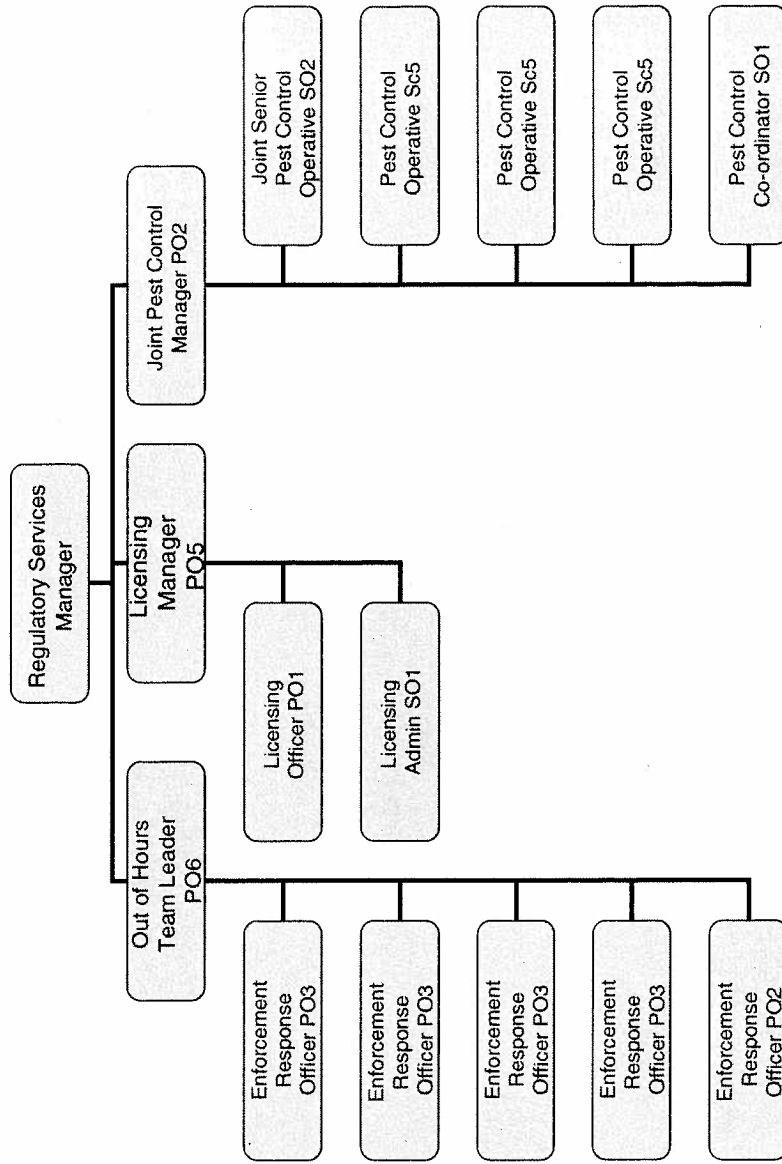 Regulatory Services
Manager
Out of Hours
Team Leader
PO6
Enforcement
Response
Officer PO3
Enforcement
Response
Officer PO3
Enforcement
Response
Officer PO3
Enforcement
Response
Officer PO3
Enforcement
Response
Officer PO2
Licensing
Manager
PO5
Licensing
Officer PO1
Licensing
Admin SO1
Joint Pest Control
Manager PO2
Joint Senior
Pest Control
Operative SO2
Pest Control
Operative Sc5
Pest Control
Operative Sc5
Pest Control
Operative Sc5
Pest Control
Co-ordinator SO1